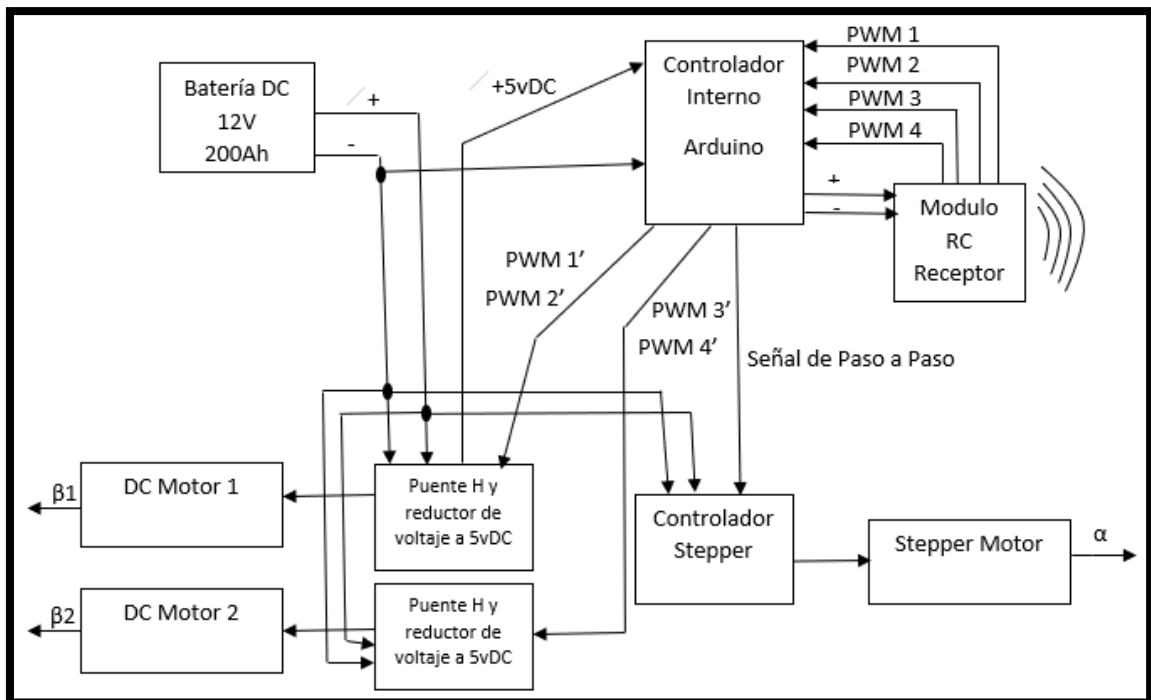 Batería DC
12V
200Ah
+
-
+5vDC
Controlador
Interno
Arduino
PWM 1
PWM 2
PWM 3
PWM 4
+
-
Modulo
RC
Receptor
PWM 1’
PWM 2’
PWM 3’
PWM 4’
Señal de Paso a Paso
β1
DC Motor 1
Puente H y
reductor de
voltaje a 5vDC
Controlador
Stepper
Stepper Motor
α
β2
DC Motor 2
Puente H y
reductor de
voltaje a 5vDC